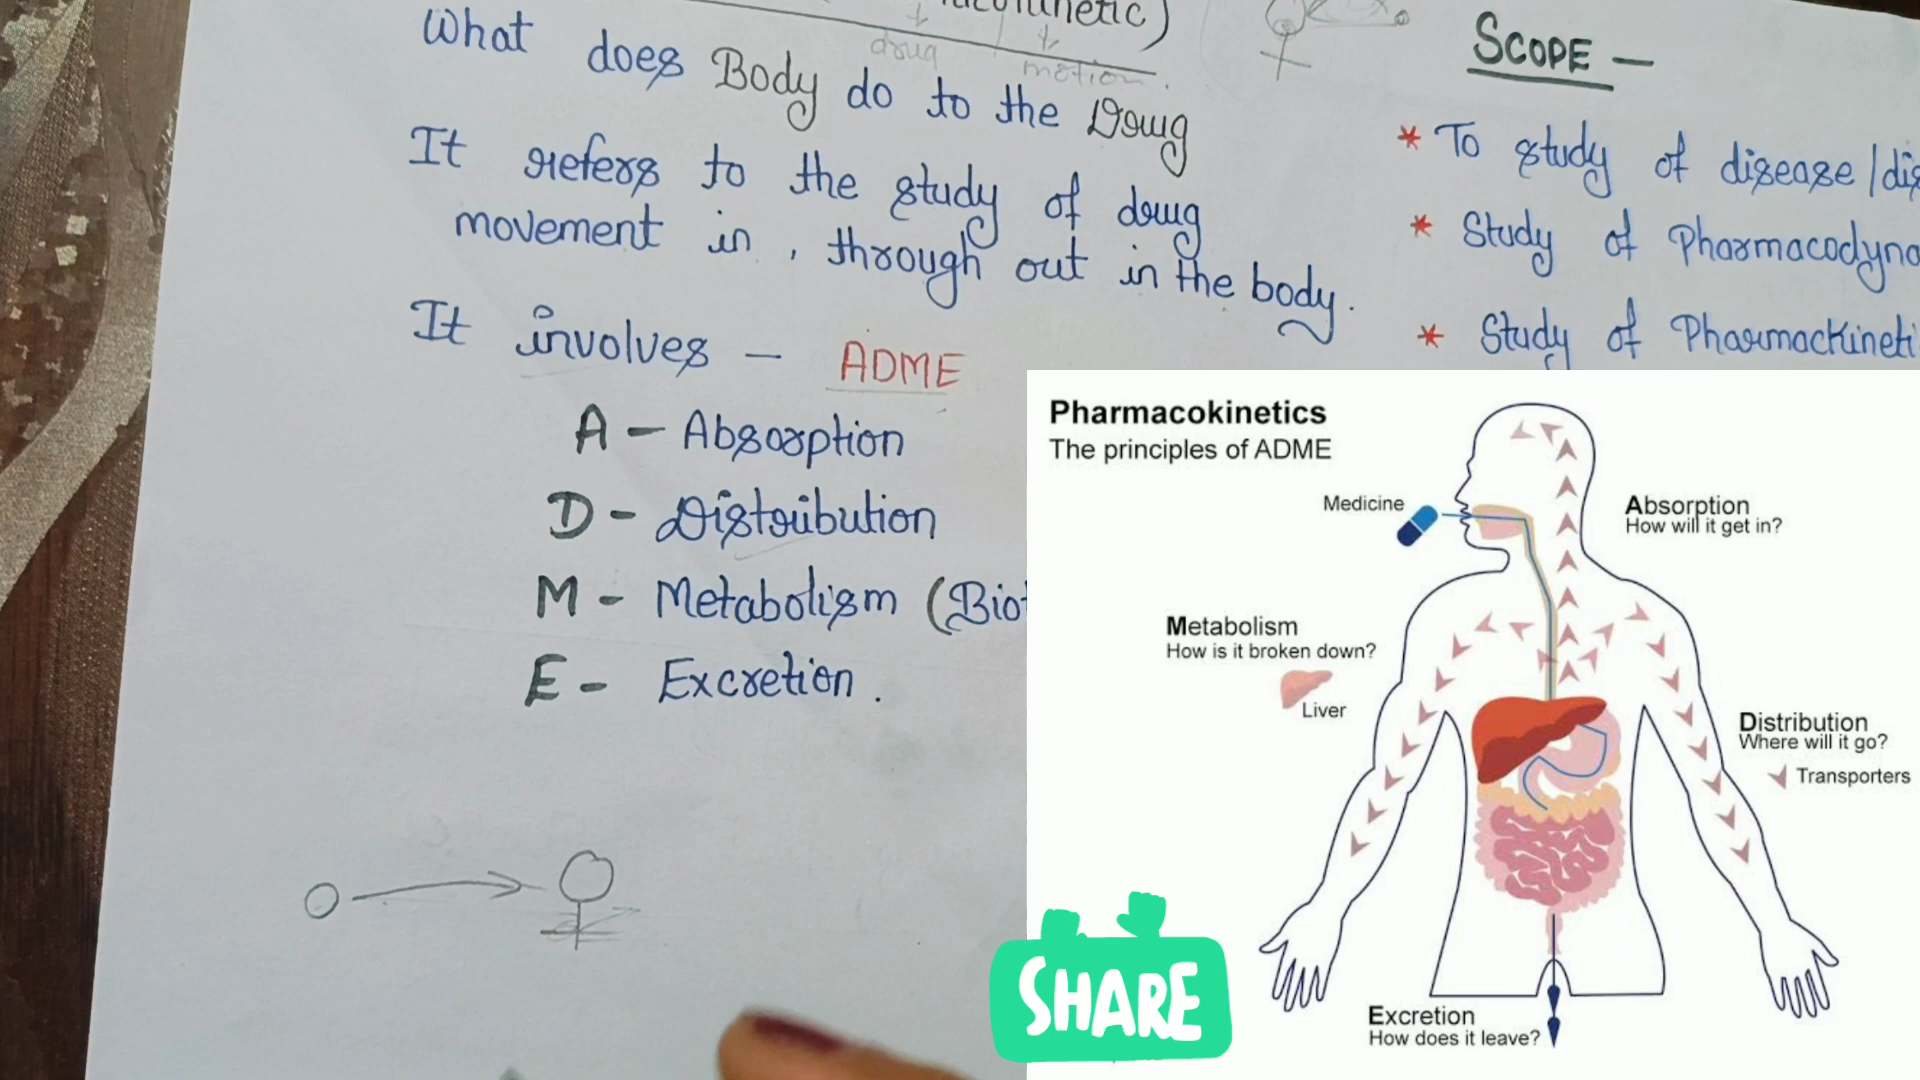 What does Body do to the Drug
drug
motion
It refers to the study of drug
movement in, through out in the body.
It involves - ADME
A - Absorption
D - Distribution
M - Metabolism
E - Excretion.
SCOPE -
* To study of disease/
* Study of
* Study of
Pharmacokinetics
The principles of ADME
Medicine
Absorption
How will it get in?
Metabolism
How is it broken down?
Liver
Distribution
Where will it go?
Transporters
Excretion
How does it leave?
SHARE